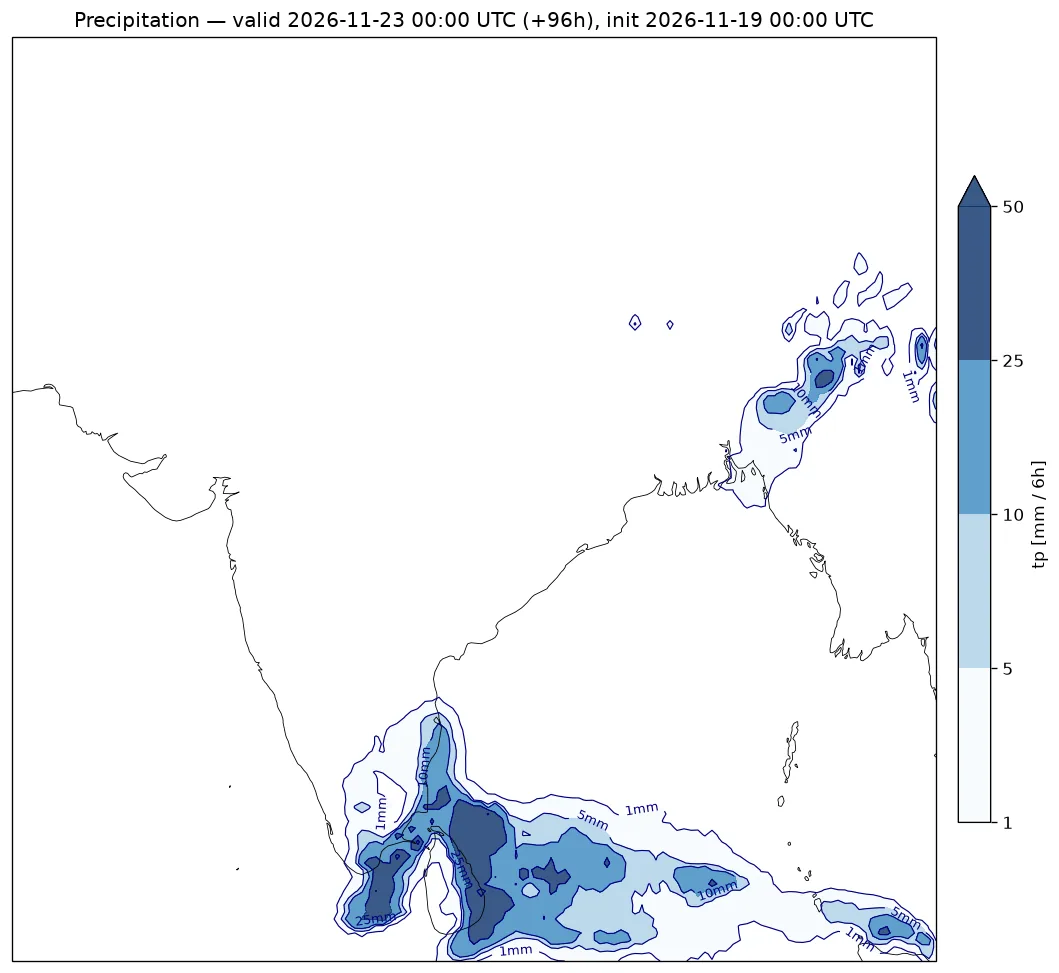 Precipitation — valid 2026-11-23 00:00 UTC (+96h), init 2026-11-19 00:00 UTC
50
25
10
5
1
tp [mm / 6h]
1mm
10mm
5mm
10mm
1mm
1mm
5mm
25mm
10mm
25mm
5mm
1mm
1mm